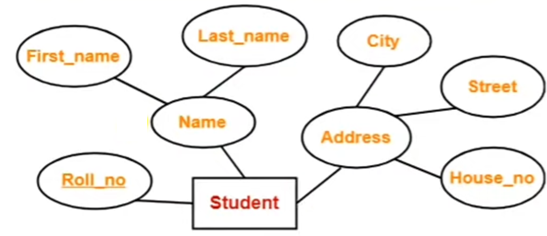 First_name
Last_name
City
Street
Name
Address
Roll_no
Student
House_no